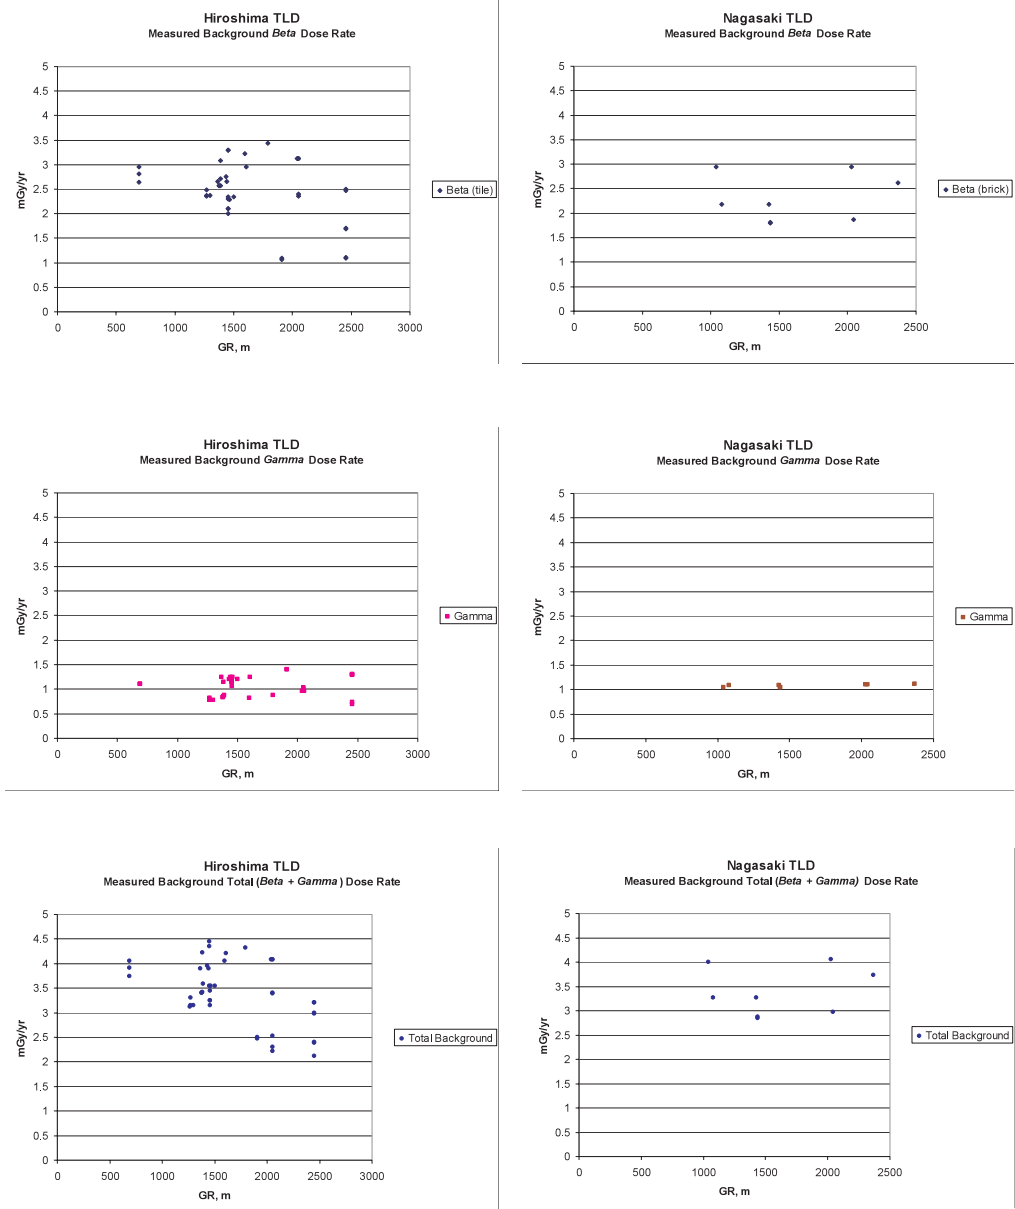 Hiroshima TLD
Measured Background Beta Dose Rate
5
4.5
4
3.5
3
2.5
2
1.5
1
0.5
0
mGy/yr
0 500 1000 1500 2000 2500 3000
GR, m
Beta (tile)
Nagasaki TLD
Measured Background Beta Dose Rate
5
4.5
4
3.5
3
2.5
2
1.5
1
0.5
0
mGy/yr
0 500 1000 1500 2000 2500
GR, m
Beta (brick)
Hiroshima TLD
Measured Background Gamma Dose Rate
5
4.5
4
3.5
3
2.5
2
1.5
1
0.5
0
mGy/yr
0 500 1000 1500 2000 2500 3000
GR, m
Gamma
Nagasaki TLD
Measured Background Gamma Dose Rate
5
4.5
4
3.5
3
2.5
2
1.5
1
0.5
0
mGy/yr
0 500 1000 1500 2000 2500
GR, m
Gamma
Hiroshima TLD
Measured Background Total (Beta + Gamma) Dose Rate
5
4.5
4
3.5
3
2.5
2
1.5
1
0.5
0
mGy/yr
0 500 1000 1500 2000 2500 3000
GR, m
Total Background
Nagasaki TLD
Measured Background Total (Beta + Gamma) Dose Rate
5
4.5
4
3.5
3
2.5
2
1.5
1
0.5
0
mGy/yr
0 500 1000 1500 2000 2500
GR, m
Total Background